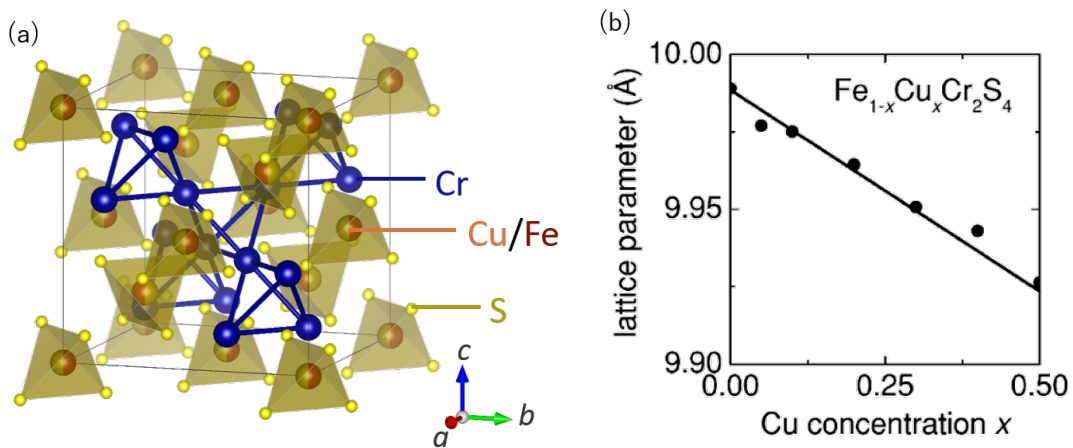 (a)
Cr
Cu/Fe
S
c
b
a
(b)
10.00
9.95
9.90
lattice parameter (Å)
Fe1-xCuxCr2S4
0.00
0.25
0.50
Cu concentration x